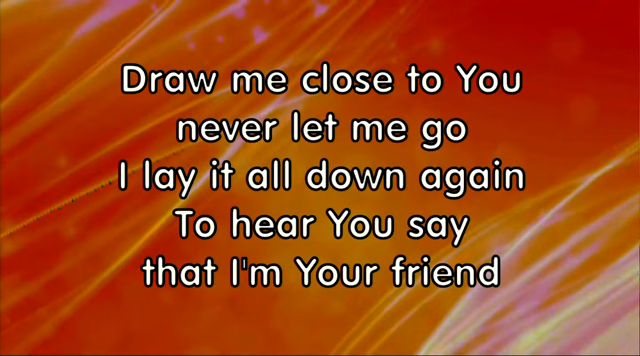 Draw me close to You
never let me go
I lay it all down again
To hear You say
that I'm Your friend